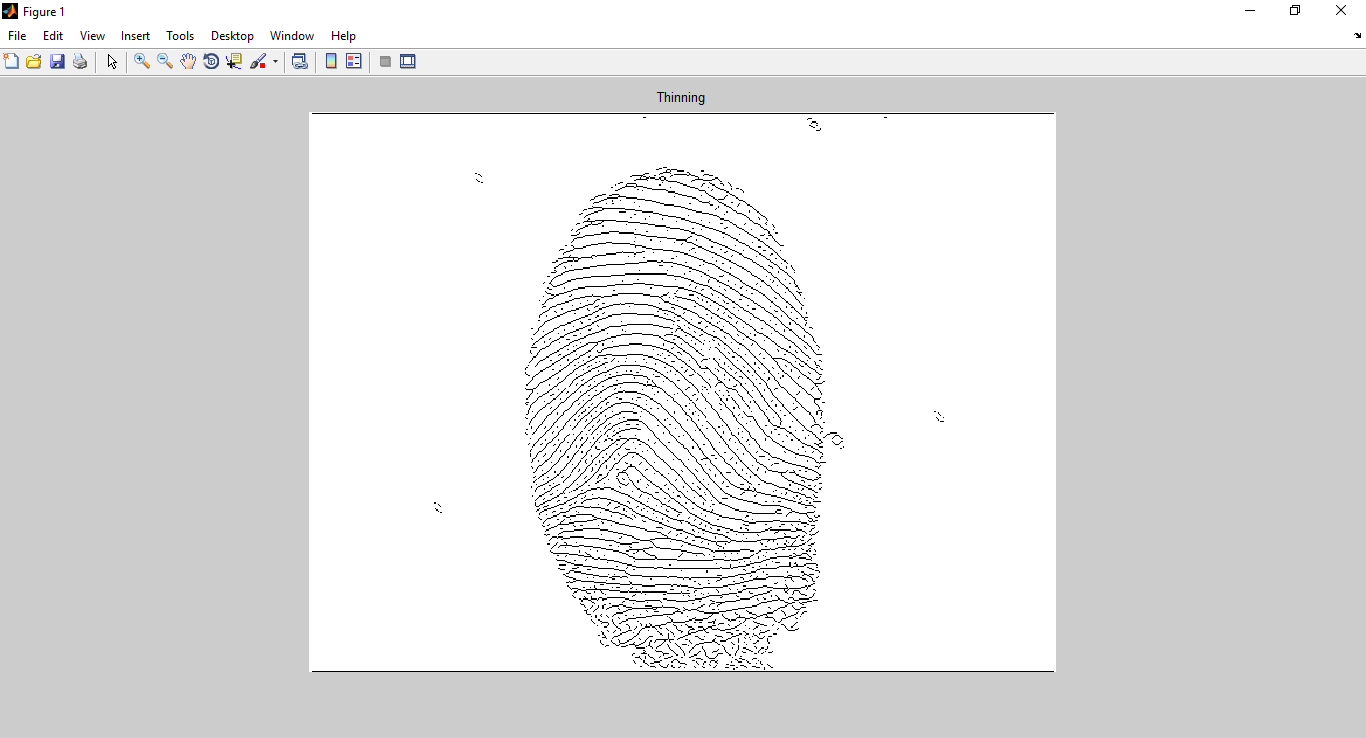 Figure 1
File Edit View Insert Tools Desktop Window Help
Thinning